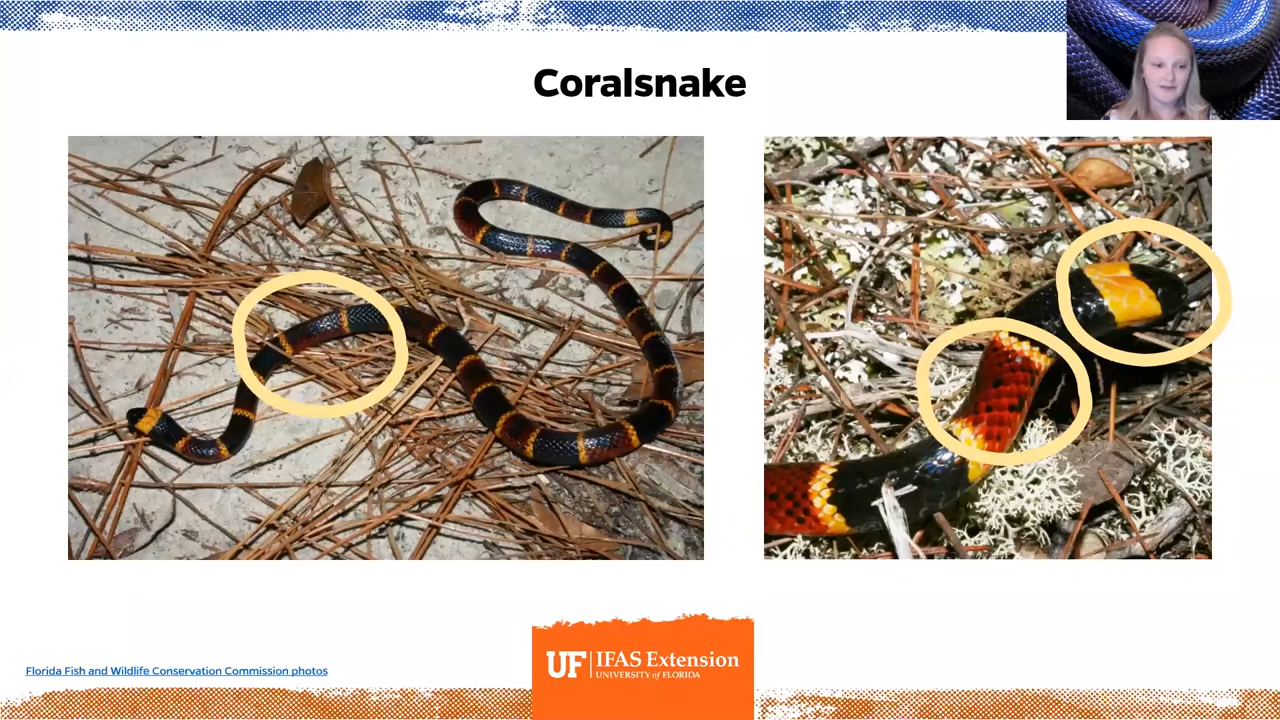 Coralsnake
Florida Fish and Wildlife Conservation Commission photos
UF IFAS Extension
UNIVERSITY of FLORIDA